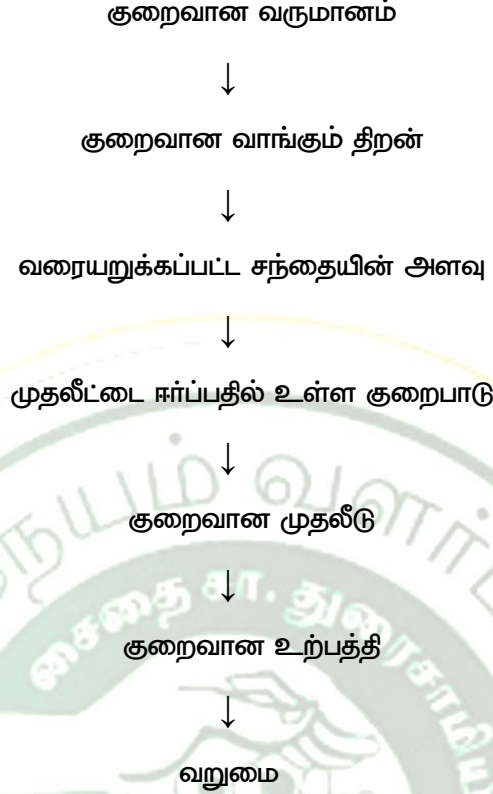 குறைவான வருமானம்
↓
குறைவான வாங்கும் திறன்
↓
வரையறுக்கப்பட்ட சந்தையின் அளவு
↓
முதலீட்டை ஈர்ப்பதில் உள்ள குறைபாடு
↓
குறைவான முதலீடு
↓
குறைவான உற்பத்தி
↓
வறுமை